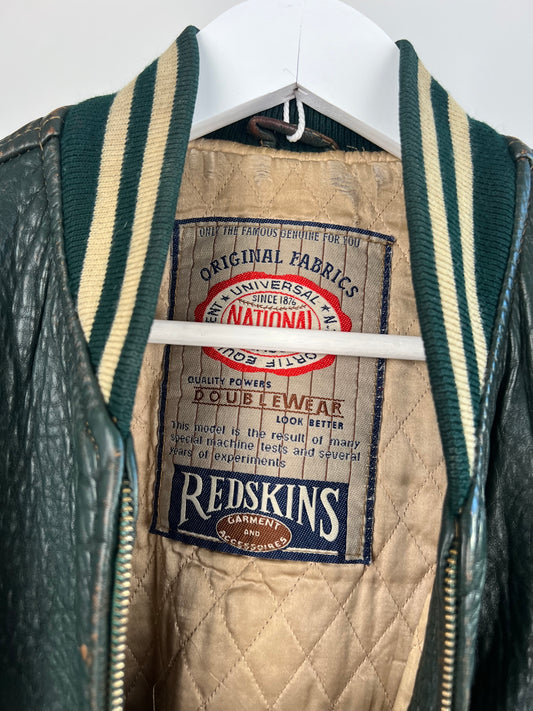 ONLY THE FAMOUS GENUINE FOR YOU
ORIGINAL FABRICS
UNIVERSAL
SINCE 1876
NATIONAL
QUALITY POWERS
DOUBLEWEAR
LOOK BETTER
This model is the result of many
special machine tests and several
years of experiments
REDSKINS
GARMENT
AND
ACCESSOIRES